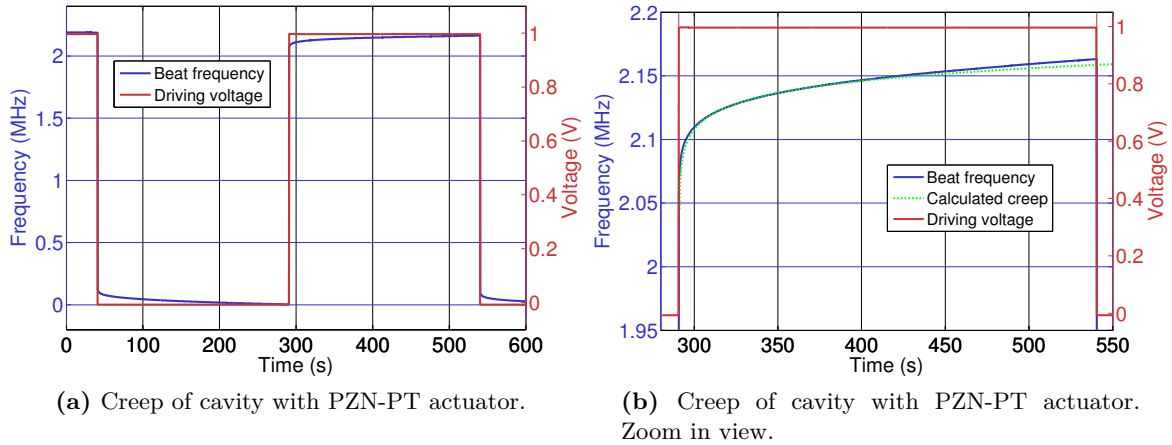 2
1.5
1
0.5
0
Frequency (MHz)
1
0.8
0.6
0.4
0.2
0
Voltage (V)
Beat frequency
Driving voltage
0 100 200 300 400 500 600
Time (s)
(a) Creep of cavity with PZN-PT actuator.
2.2
2.15
2.1
2.05
2
1.95
Frequency (MHz)
1
0.8
0.6
0.4
0.2
0
Voltage (V)
Beat frequency
Calculated creep
Driving voltage
300 350 400 450 500 550
Time (s)
(b) Creep of cavity with PZN-PT actuator.
Zoom in view.